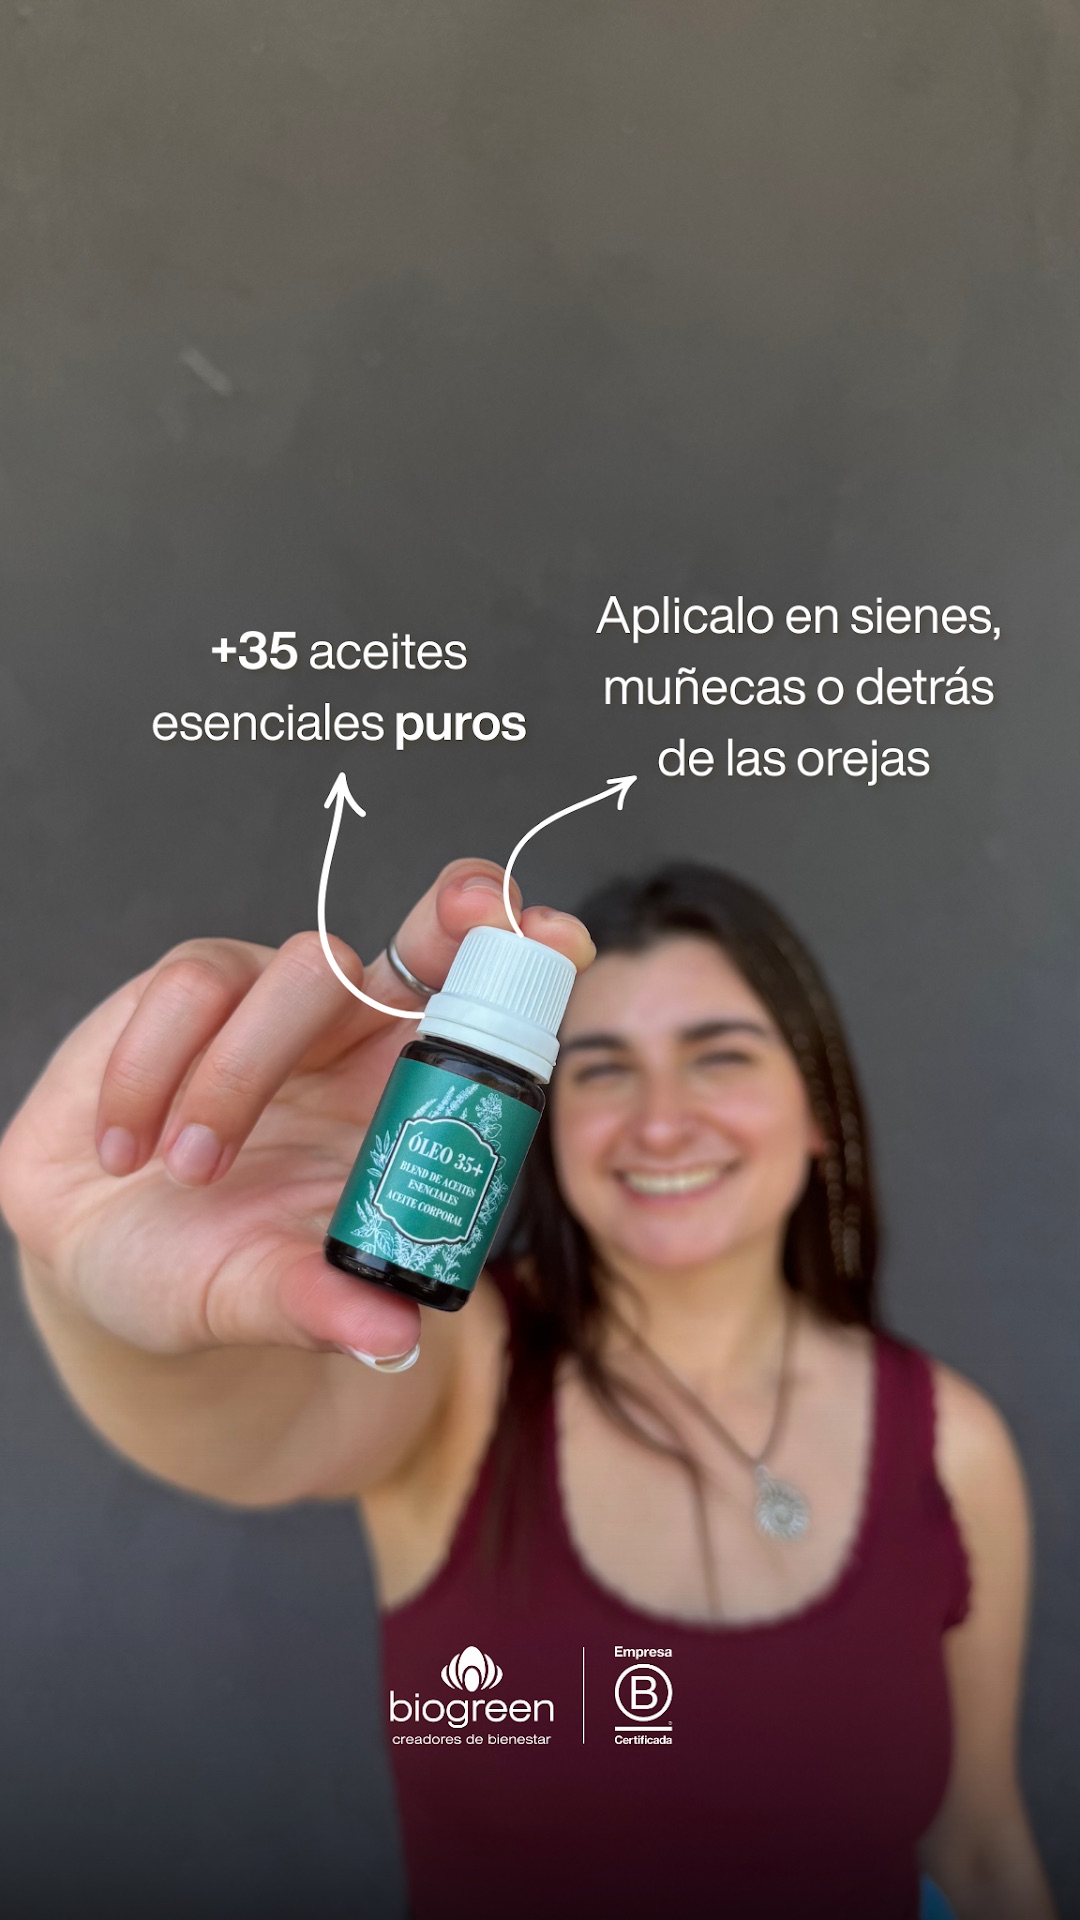 +35 aceites
esenciales puros
Aplicalo en sienes,
muñecas o detrás
de las orejas
ÓLEO 35+
BLEND DE ACEITES
ESENCIALES
ACEITE CORPORAL
biogreen
creadores de bienestar
Empresa
B
Certificada